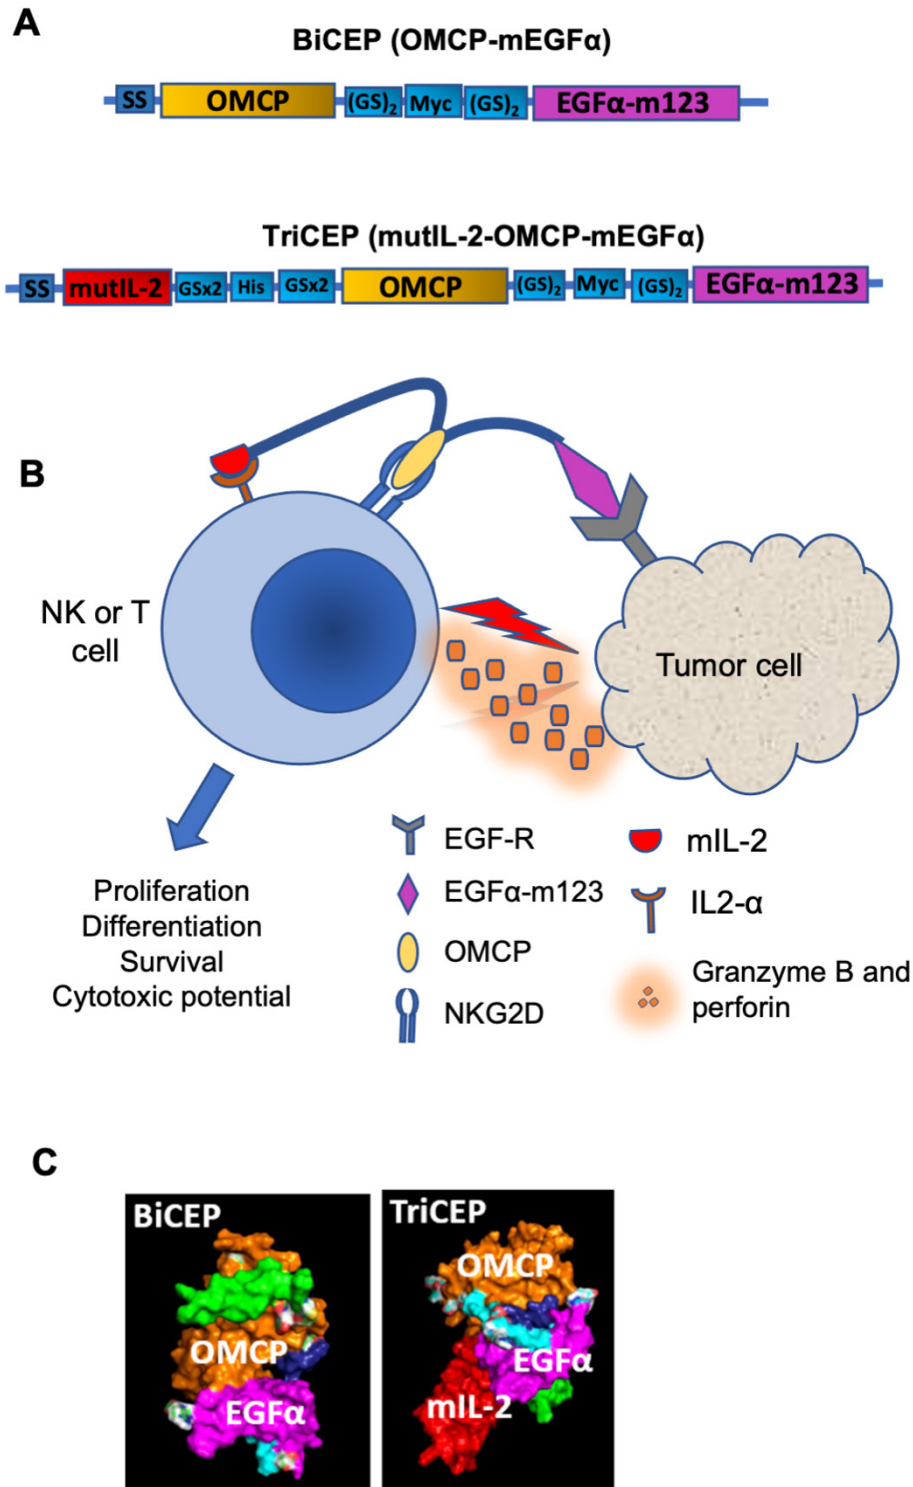 A
BiCEP (OMCP-mEGFα)
SS OMCP (GS)₂ Myc (GS)₂ EGFα-m123
TriCEP (mutIL-2-OMCP-mEGFα)
SS mutIL-2 GSx2 His GSx2 OMCP (GS)₂ Myc (GS)₂ EGFα-m123
B
NK or T
cell
Tumor cell
Proliferation
Differentiation
Survival
Cytotoxic potential
EGF-R
EGFα-m123
OMCP
NKG2D
mIL-2
IL2-α
Granzyme B and
perforin
C
BiCEP
OMCP
EGFα
TriCEP
OMCP
EGFα
mIL-2